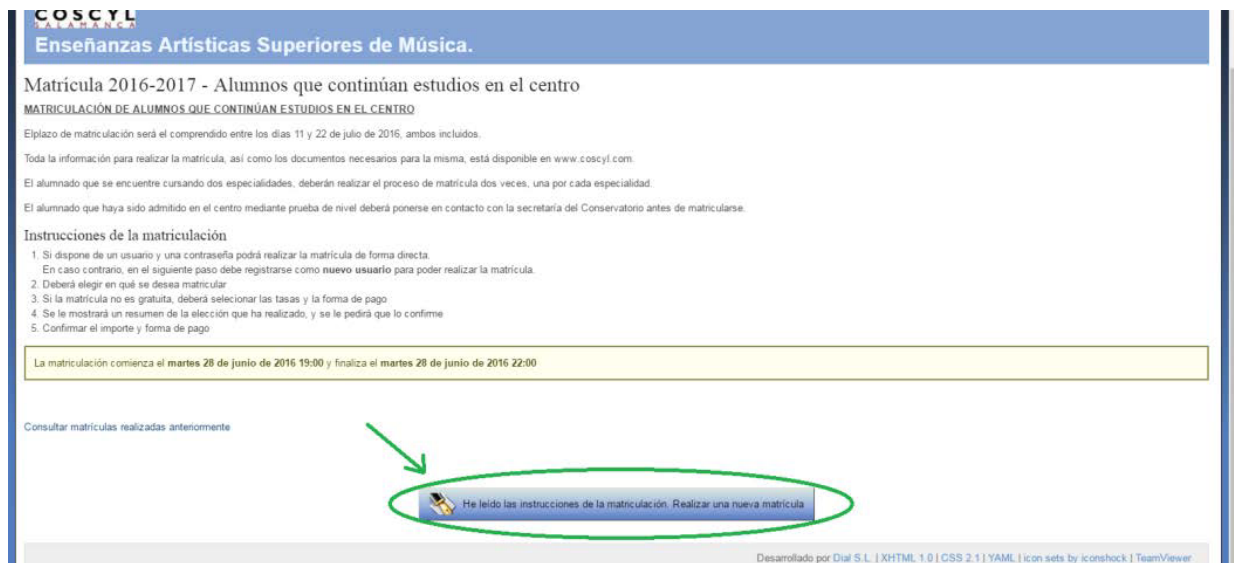 COSCYL
SALAMANCA
Enseñanzas Artísticas Superiores de Música.
Matrícula 2016-2017 - Alumnos que continúan estudios en el centro
MATRICULACIÓN DE ALUMNOS QUE CONTINÚAN ESTUDIOS EN EL CENTRO
Elplazo de matriculación será el comprendido entre los días 11 y 22 de julio de 2016, ambos incluidos.
Toda la información para realizar la matrícula, así como los documentos necesarios para la misma, está disponible en www.coscyl.com.
El alumnado que se encuentre cursando dos especialidades, deberán realizar el proceso de matrícula dos veces, una por cada especialidad.
El alumnado que haya sido admitido en el centro mediante prueba de nivel deberá ponerse en contacto con la secretaría del Conservatorio antes de matricularse.
Instrucciones de la matriculación
1. Si dispone de un usuario y una contraseña podrá realizar la matrícula de forma directa.
En caso contrario, en el siguiente paso debe registrarse como nuevo usuario para poder realizar la matrícula.
2. Deberá elegir en qué se desea matricular
3. Si la matrícula no es gratuita, deberá selecionar las tasas y la forma de pago
4. Se le mostrará un resumen de la elección que ha realizado, y se le pedirá que lo confirme
5. Confirmar el importe y forma de pago
La matriculación comienza el martes 28 de junio de 2016 19:00 y finaliza el martes 28 de junio de 2016 22:00
Consultar matrículas realizadas anteriormente
He leído las instrucciones de la matriculación. Realizar una nueva matrícula
Desarrollado por Dial S.L. | XHTML 1.0 | CSS 2.1 | YAML | icon sets by iconshock | TeamViewer